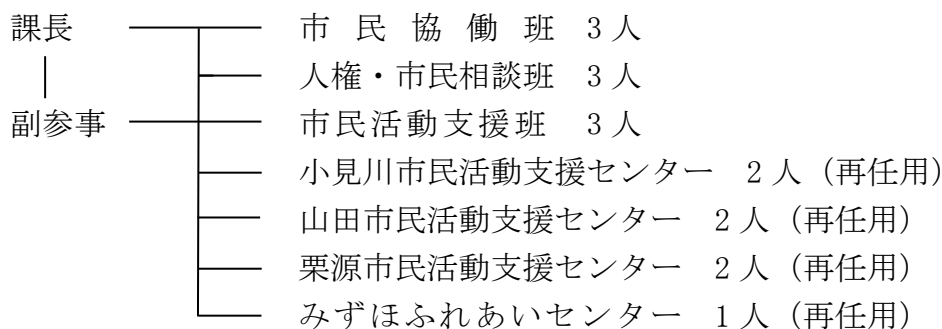 課長 市民協働班 3人
人権・市民相談班 3人
副参事 市民活動支援班 3人
小見川市民活動支援センター 2人（再任用）
山田市民活動支援センター 2人（再任用）
栗源市民活動支援センター 2人（再任用）
みずほふれあいセンター 1人（再任用）